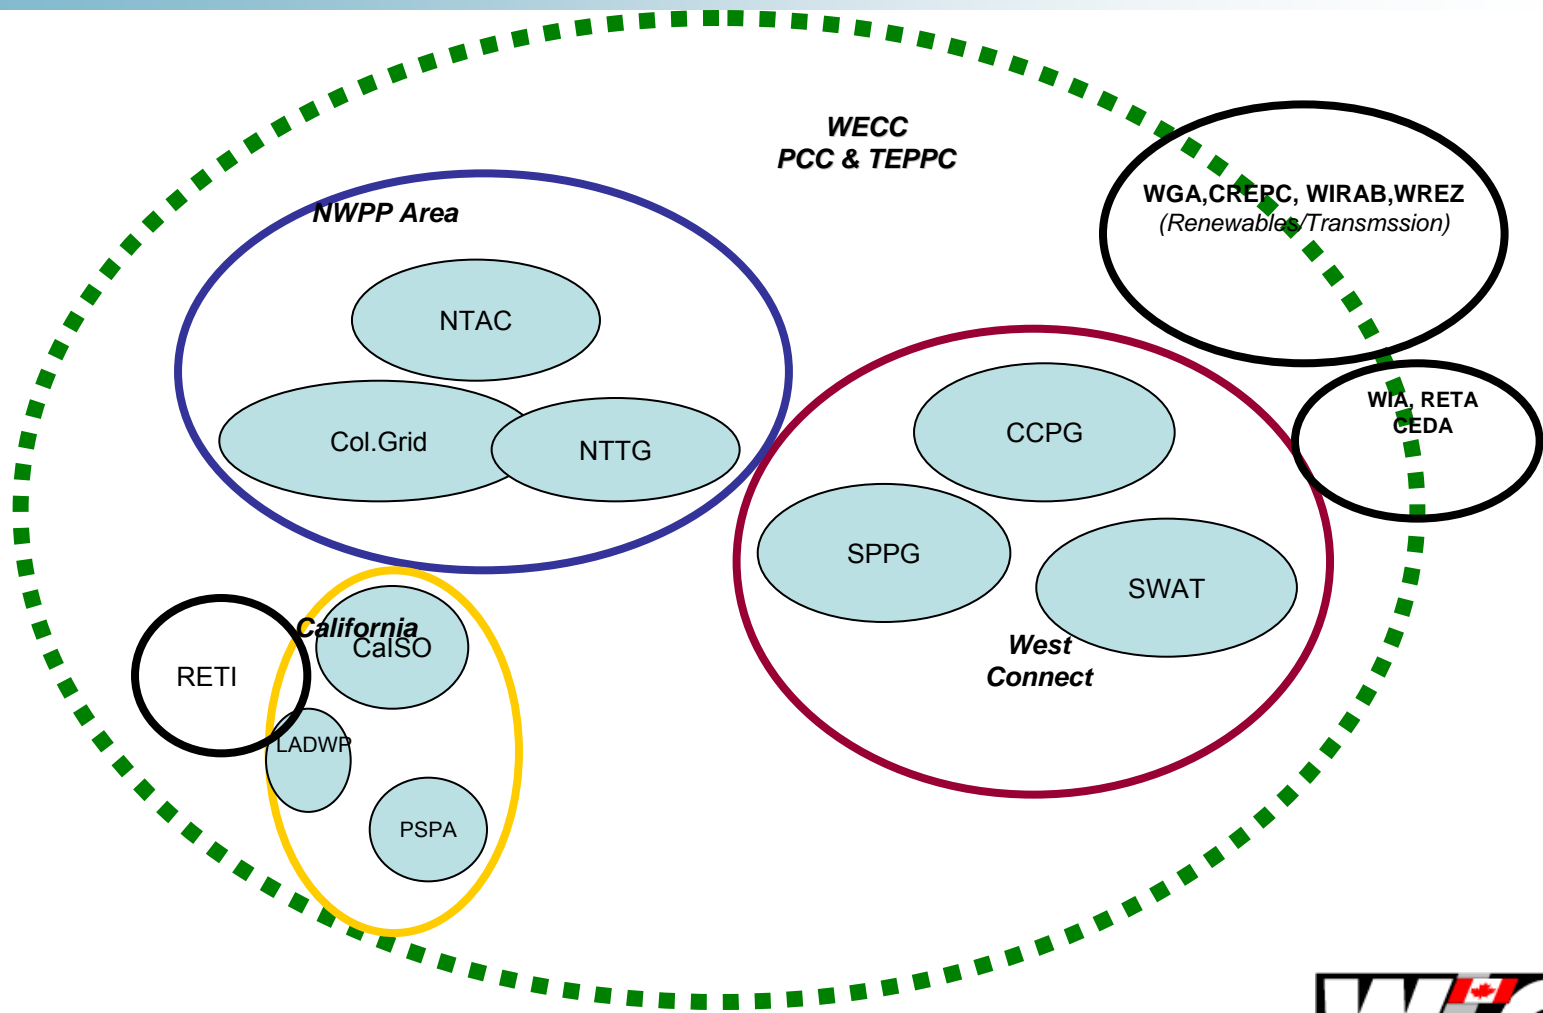 WECC
PCC & TEPPC
WGA,CREPC, WIRAB,WREZ
(Renewables/Transmssion)
NWPP Area
NTAC
Col.Grid
NTTG
WIA, RETA
CEDA
CCPG
SPPG
SWAT
West
Connect
California
CalSO
RETI
LADWP
PSPA